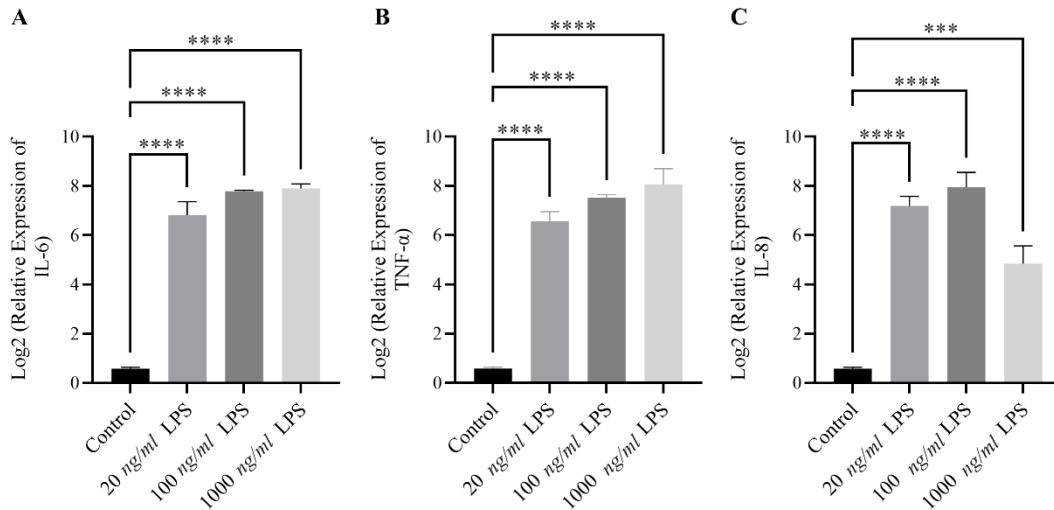 A
****
****
****
Log2 (Relative Expression of
IL-6)
10
8
6
4
2
0
Control
20 ng/ml LPS
100 ng/ml LPS
1000 ng/ml LPS
B
****
****
****
Log2 (Relative Expression of
TNF-α)
10
8
6
4
2
0
Control
20 ng/ml LPS
100 ng/ml LPS
1000 ng/ml LPS
C
***
****
****
Log2 (Relative Expression of
IL-8)
10
8
6
4
2
0
Control
20 ng/ml LPS
100 ng/ml LPS
1000 ng/ml LPS